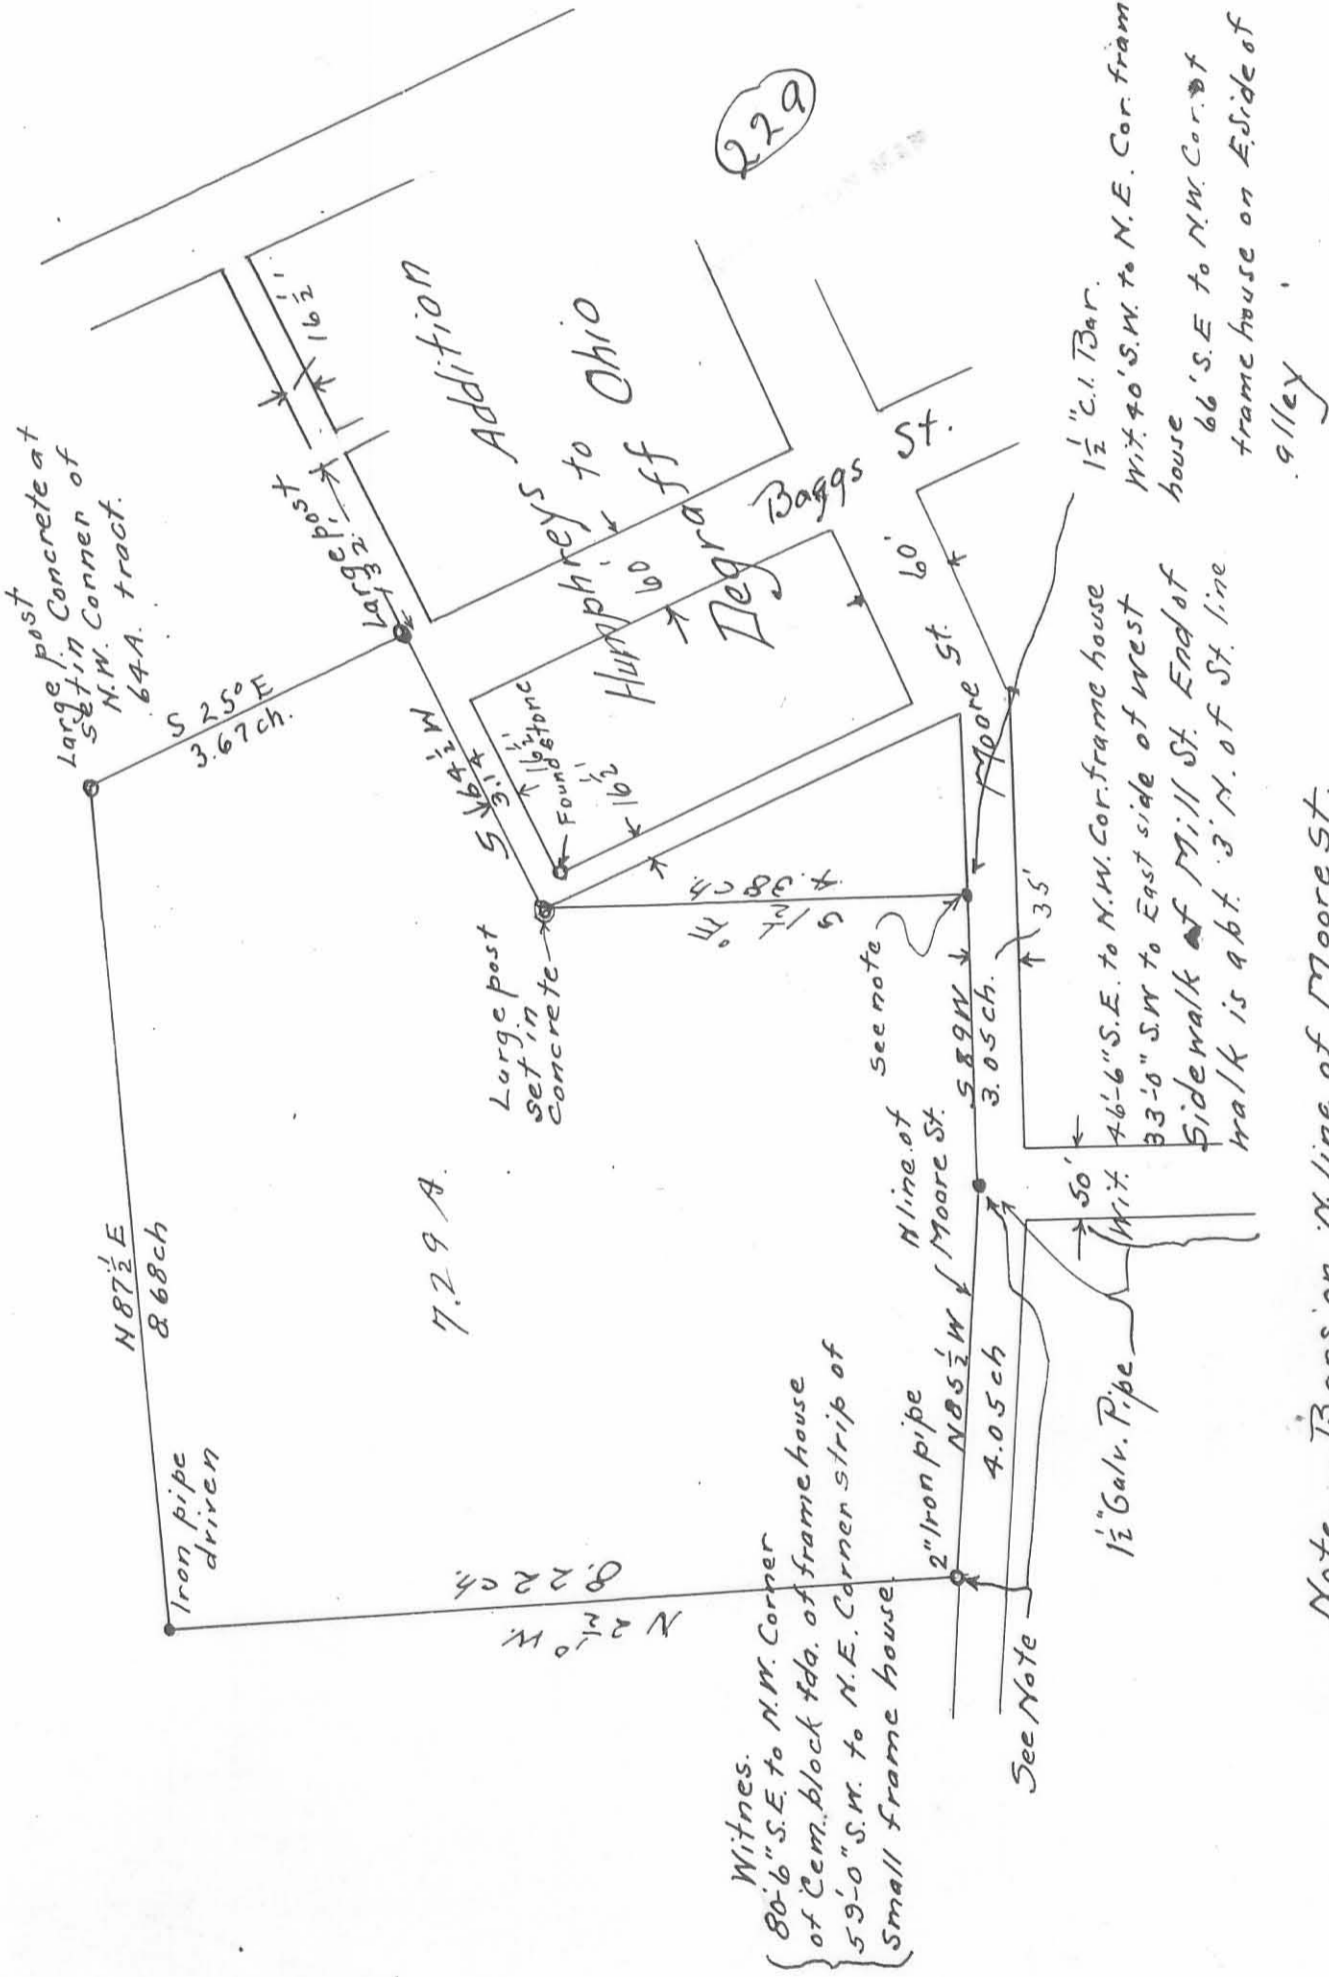 Large post
set in Concrete at
N.W. Corner of
64 A. tract.
Iron pipe
driven
N 87½ E
8.68 ch
S 25° E
3.67 ch.
Large post
132'
16½'
S 64½ W
3.14
16½'
Found stone
16½'
Humphreys Addition
to
Degraff Ohio
60'
Baggs St.
60'
Moore St.
229
7.29 A.
Large post
set in
concrete
S 1½° E
4.38 ch.
see note
S 89 W
3.05 ch.
35'
N line of
Moore St.
N 85½ W
4.05 ch
2" Iron pipe
N 2½° W.
8.22 ch.
Witnes.
80'-6" S.E. to N.W. Corner
of Cem. block fda. of frame house
59'-0" S.W. to N.E. Corner strip of
Small frame house.
See Note
1½" Galv. Pipe
50'
Wit. 46'-6" S.E. to N.W. Cor. frame house
33'-0" S.W to East side of West
Sidewalk of Mill St. End of
walk is abt. 3' N. of St. line
1½" C.I. Bar.
Wit. 40' S.W. to N.E. Cor. fram
house
66' S.E to N.W. Cor. of
frame house on E. Side of
alley
N. line of Moore St.